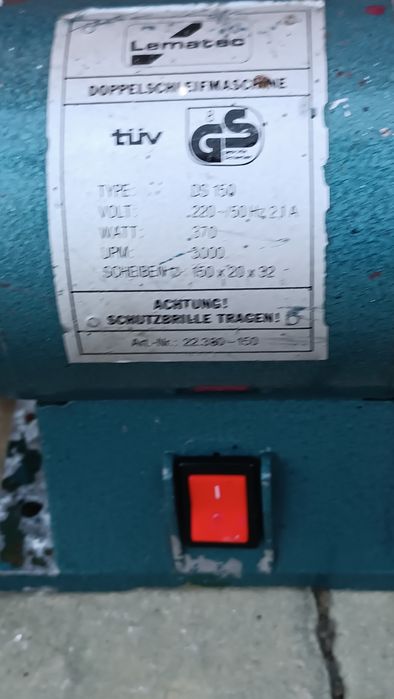 Lematec
DOPPELSCHLEIFMASCHINE
tüv GS
TYPE: DS 150
VOLT: 220~/50 Hz 2,1 A
WATT: 370
UPM: 3000
150 x 20 x 32
ACHTUNG!
SCHUTZBRILLE TRAGEN!
Art.-Nr.: 22.380-150